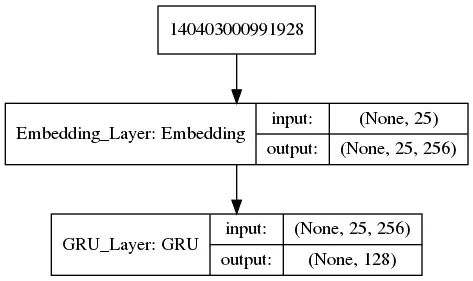 140403000991928
Embedding_Layer: Embedding
input:
(None, 25)
output:
(None, 25, 256)
GRU_Layer: GRU
input:
(None, 25, 256)
output:
(None, 128)